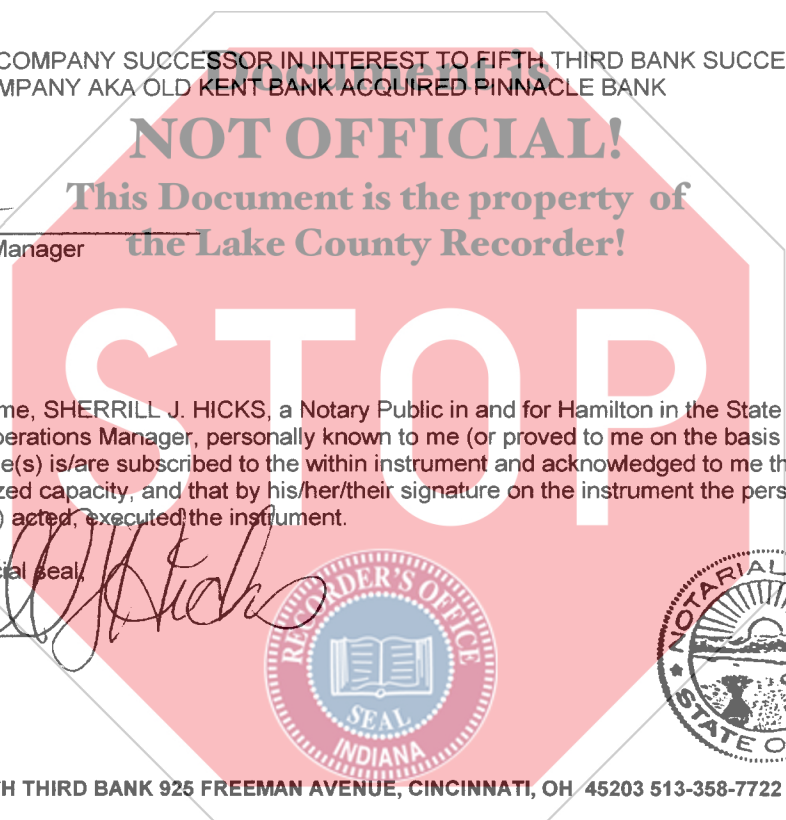 COMPANY SUCCESSOR IN INTEREST TO FIFTH THIRD BANK SUCCE
MPANY AKA OLD KENT BANK ACQUIRED PINNACLE BANK
Document is
NOT OFFICIAL!
This Document is the property of
the Lake County Recorder!
Manager
STOP
me, SHERRILL J. HICKS, a Notary Public in and for Hamilton in the State
perations Manager, personally known to me (or proved to me on the basis
e(s) is/are subscribed to the within instrument and acknowledged to me th
zed capacity, and that by his/her/their signature on the instrument the pers
) acted, executed the instrument.
cial seal,
J Hicks
RECORDER'S OFFICE
SEAL
INDIANA
NOTARIAL
STATE O
H THIRD BANK 925 FREEMAN AVENUE, CINCINNATI, OH 45203 513-358-7722